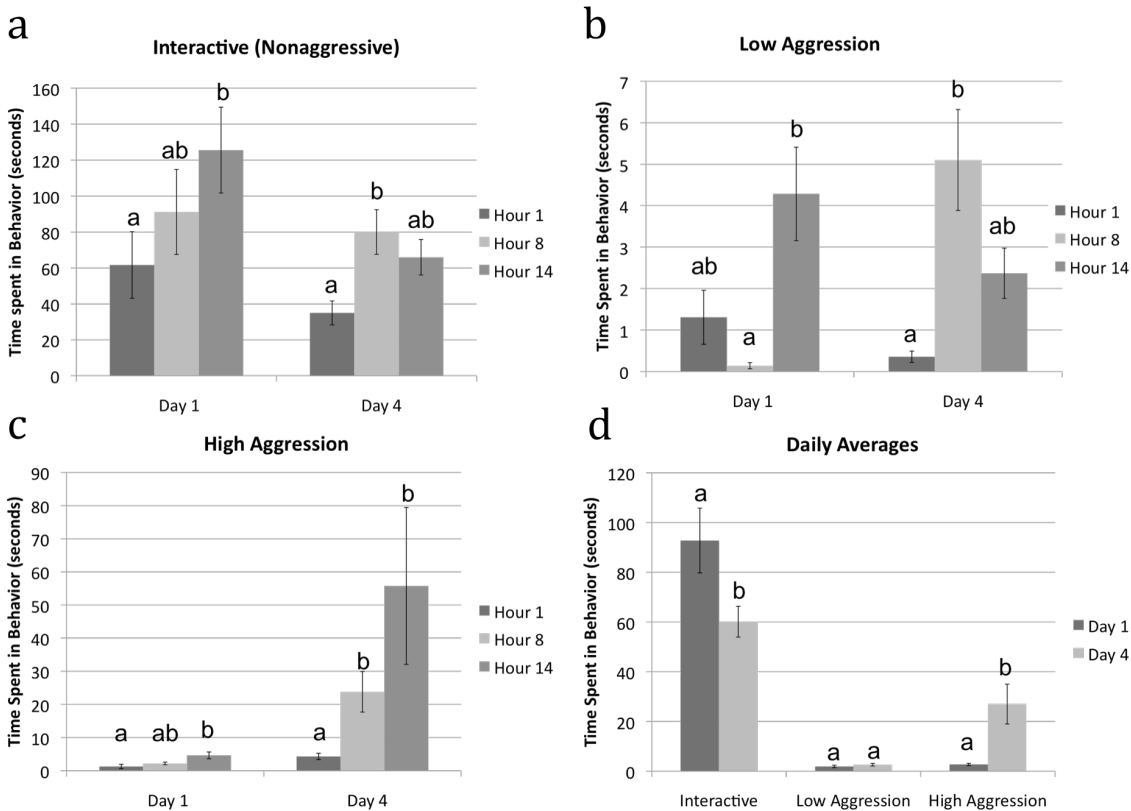 a
Interactive (Nonaggressive)
Time spent in Behavior (seconds)
160
140
120
100
80
60
40
20
0
a
ab
b
a
b
ab
Day 1
Day 4
Hour 1
Hour 8
Hour 14
b
Low Aggression
Time Spent in Behavior (seconds)
7
6
5
4
3
2
1
0
ab
a
b
a
b
ab
Day 1
Day 4
Hour 1
Hour 8
Hour 14
c
High Aggression
Time Spent in Behavior (seconds)
90
80
70
60
50
40
30
20
10
0
a
ab
b
a
b
b
Day 1
Day 4
Hour 1
Hour 8
Hour 14
d
Daily Averages
Time Spent in Behavior (seconds)
120
100
80
60
40
20
0
a
b
a
a
a
b
Interactive
Low Aggression
High Aggression
Day 1
Day 4